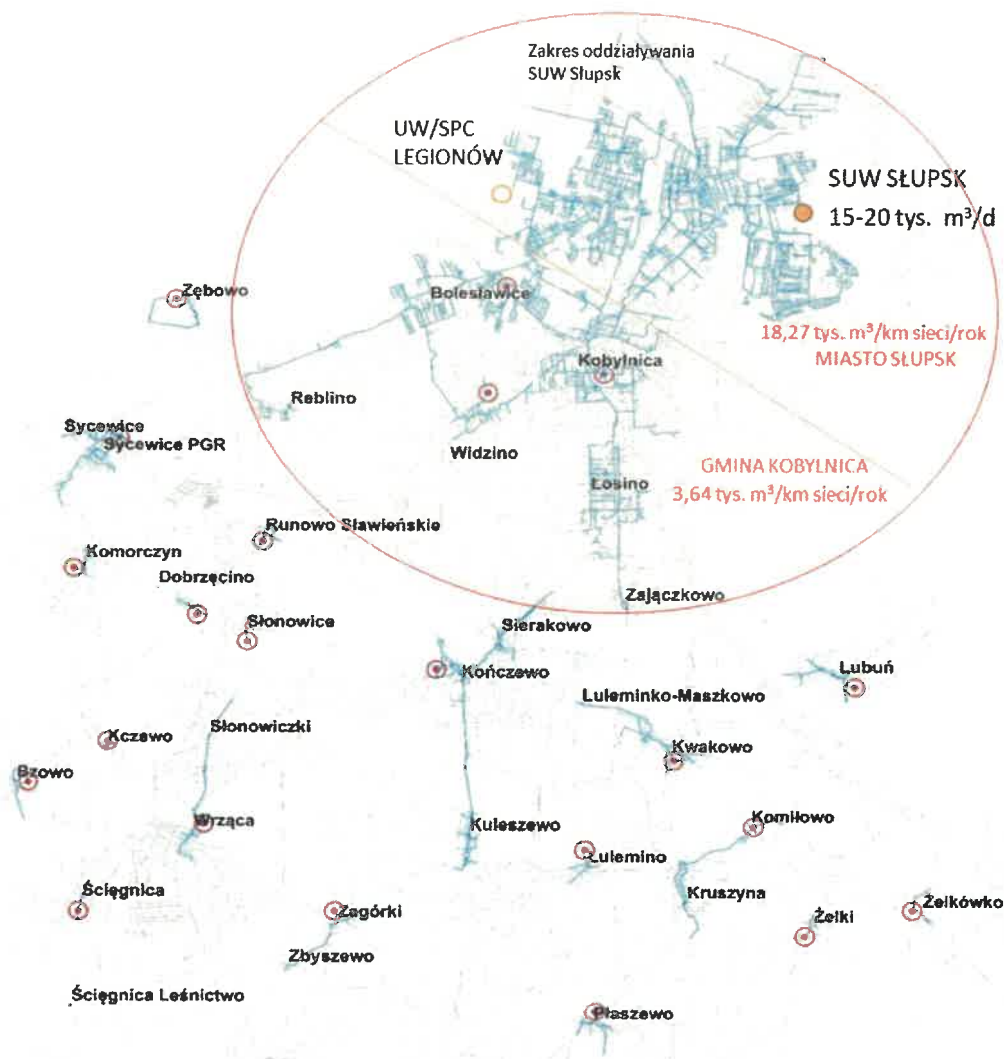 Zakres oddziaływania
SUW Słupsk
UW/SPC
LEGIONÓW
SUW SŁUPSK
15-20 tys. m³/d
Zębowo
Bolesławice
18,27 tys. m³/km sieci/rok
MIASTO SŁUPSK
Kobylnica
Reblino
Sycewice
Sycewice PGR
Widzino
GMINA KOBYLNICA
3,64 tys. m³/km sieci/rok
Łosino
Runowo Sławieńskie
Komorczyn
Dobrzęcino
Zajączkowo
Słonowice
Sierakowo
Kończewo
Lubuń
Luleminko-Maszkowo
Słonowiczki
Kczewo
Kwakowo
Bzowo
Wrząca
Kuleszewo
Komiłowo
Lulemino
Ścięgnica
Kruszyna
Zagórki
Żelki
Żelkówko
Zbyszewo
Ścięgnica Leśnictwo
Płaszewo